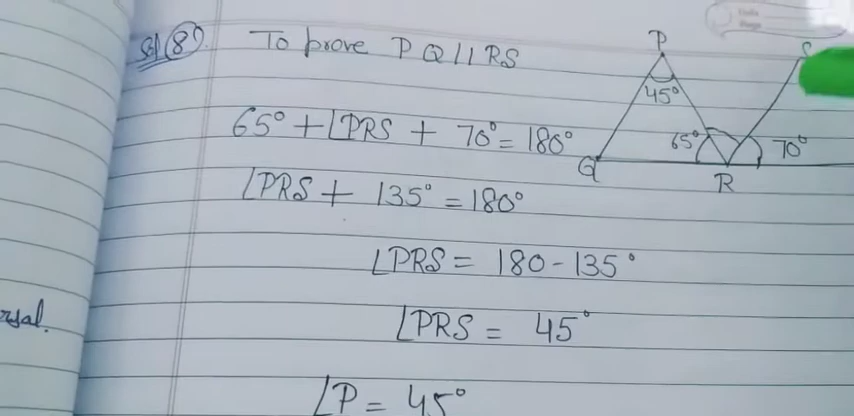 Sol (8).
To prove PQ || RS
P
S
45°
65° + ∠PRS + 70° = 180°
65°
70°
Q
R
∠PRS + 135° = 180°
∠PRS = 180 - 135°
∠PRS = 45°
∠P = 45°